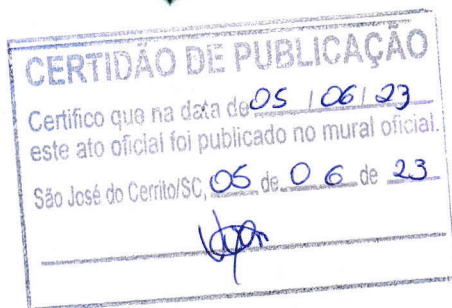 CERTIDÃO DE PUBLICAÇÃO
Certifico que na data de 05 / 06 / 23
este ato oficial foi publicado no mural oficial.
São José do Cerrito/SC, 05 de 06 de 23